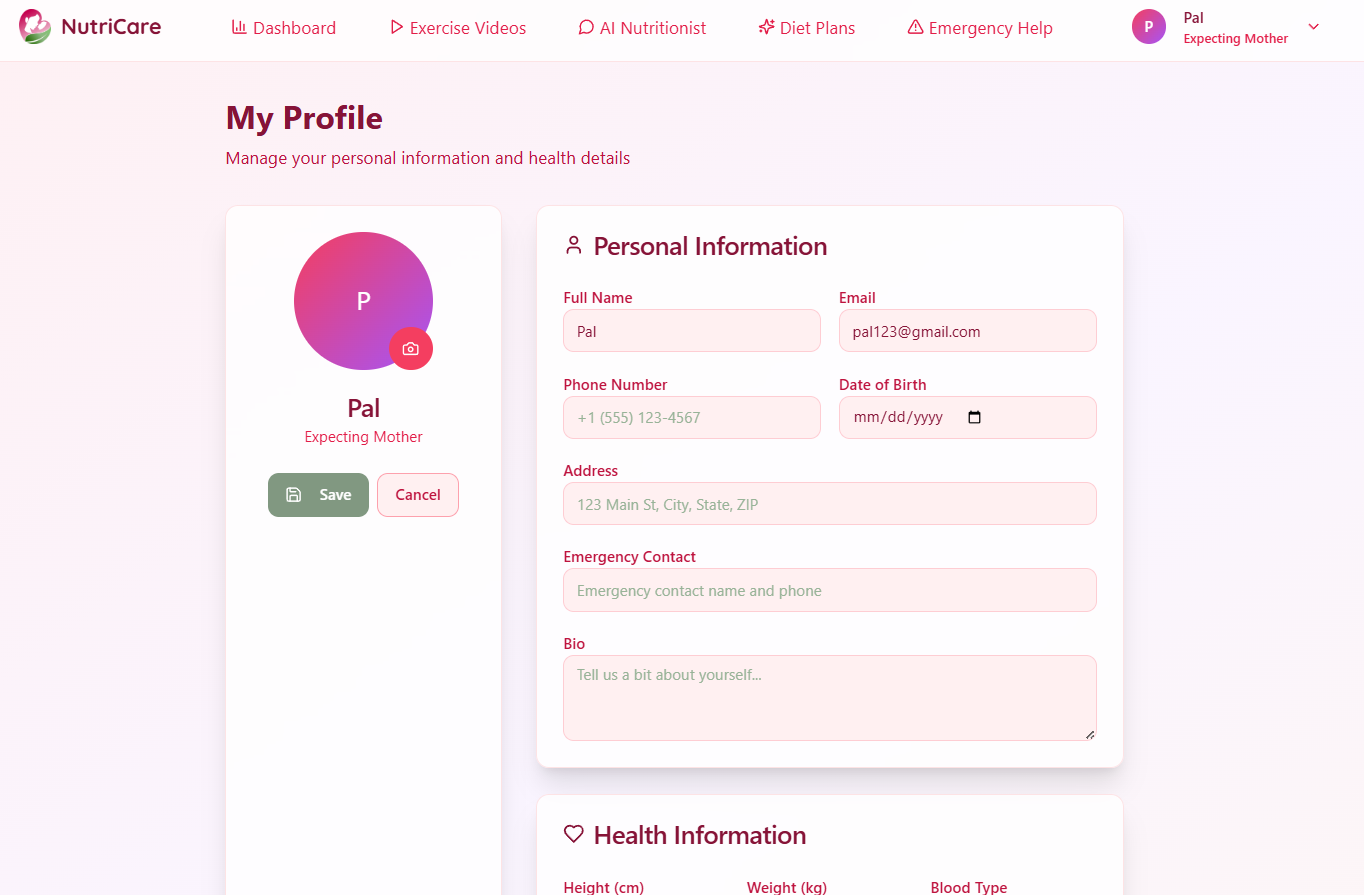 NutriCare
Dashboard
Exercise Videos
AI Nutritionist
Diet Plans
Emergency Help
P
Pal
Expecting Mother
My Profile
Manage your personal information and health details
P
Pal
Expecting Mother
Save
Cancel
Personal Information
Full Name
Pal
Email
pal123@gmail.com
Phone Number
+1 (555) 123-4567
Date of Birth
mm/dd/yyyy
Address
123 Main St, City, State, ZIP
Emergency Contact
Emergency contact name and phone
Bio
Tell us a bit about yourself...
Health Information
Height (cm)
Weight (kg)
Blood Type